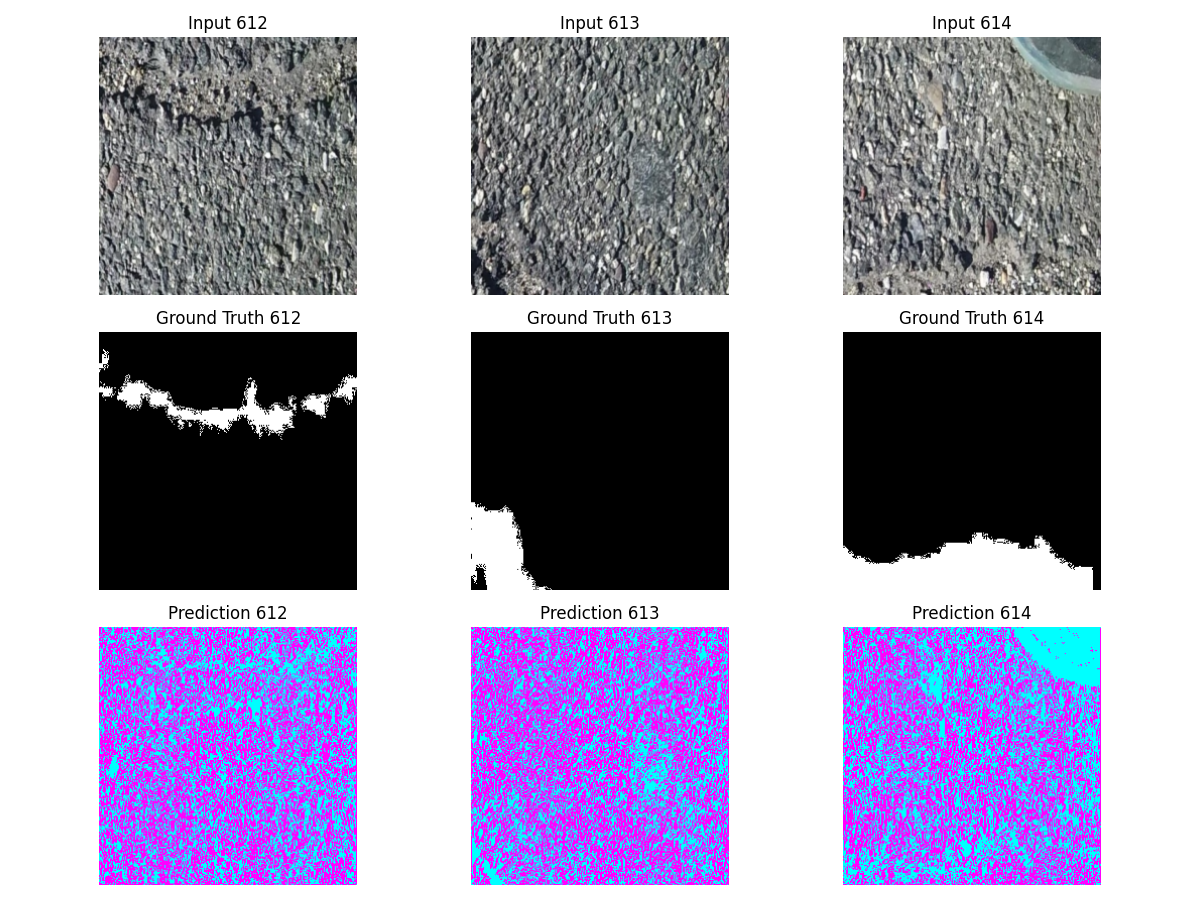 Input 612
Input 613
Input 614
Ground Truth 612
Ground Truth 613
Ground Truth 614
Prediction 612
Prediction 613
Prediction 614